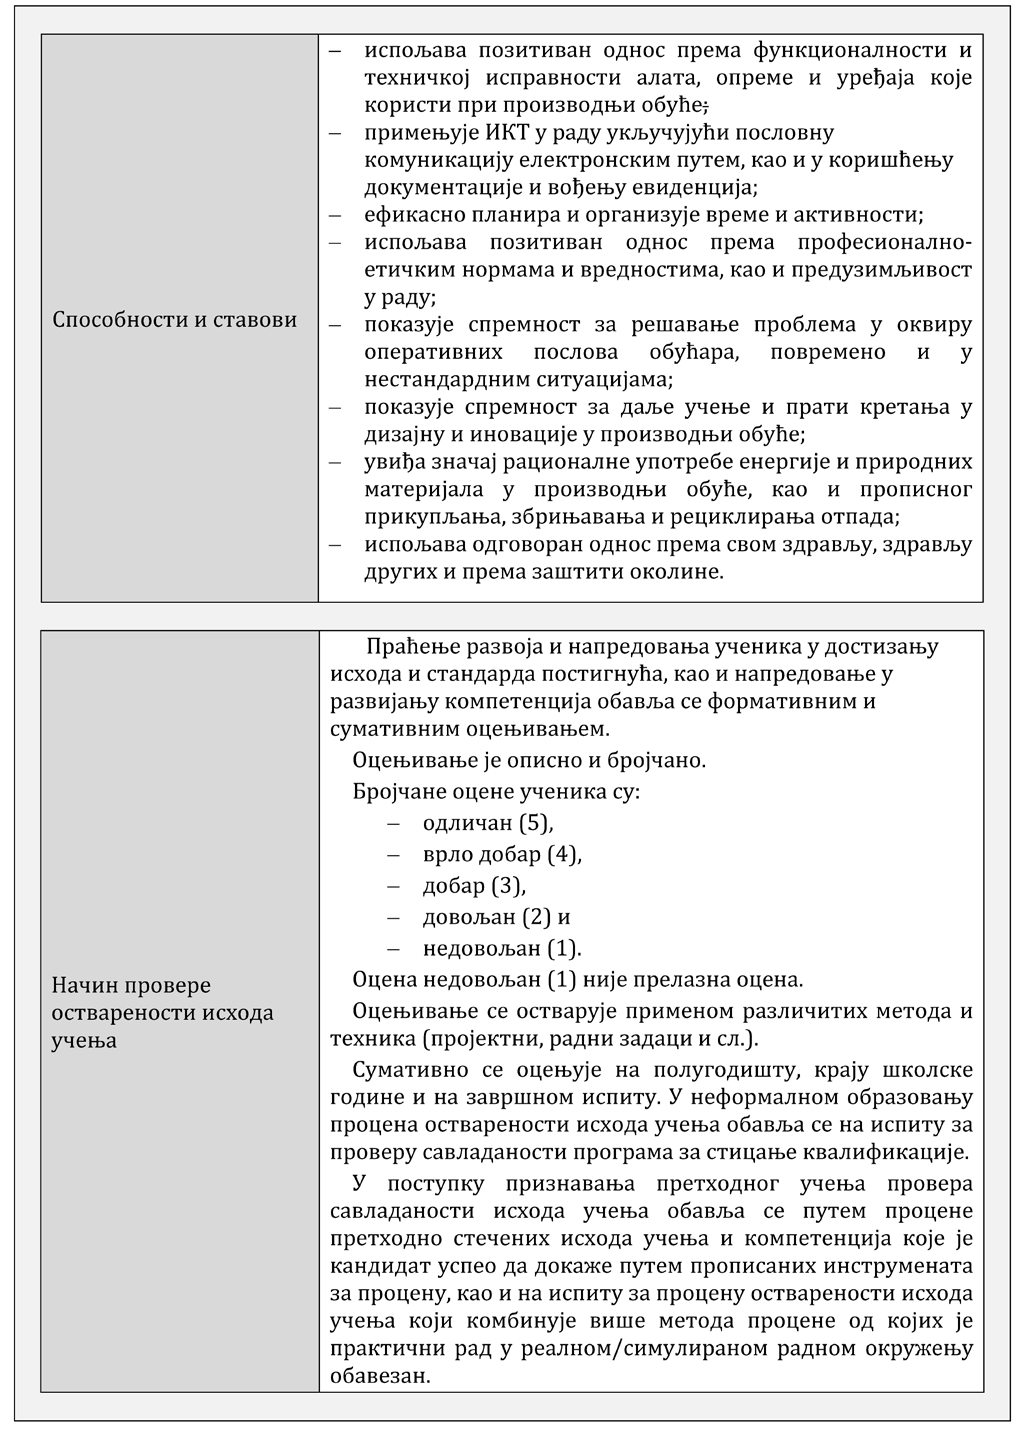 Способности и ставови
– испољава позитиван однос према функционалности и
техничкој исправности алата, опреме и уређаја које
користи при производњи обуће;
– примењује ИКТ у раду укључујући пословну
комуникацију електронским путем, као и у коришћењу
документације и вођењу евиденција;
– ефикасно планира и организује време и активности;
– испољава позитиван однос према професионално-
етичким нормама и вредностима, као и предузимљивост
у раду;
– показује спремност за решавање проблема у оквиру
оперативних послова обућара, повремено и у
нестандардним ситуацијама;
– показује спремност за даље учење и прати кретања у
дизајну и иновације у производњи обуће;
– увиђа значај рационалне употребе енергије и природних
материјала у производњи обуће, као и прописног
прикупљања, збрињавања и рециклирања отпада;
– испољава одговоран однос према свом здрављу, здрављу
других и према заштити околине.
Начин провере
остварености исхода
учења
Праћење развоја и напредовања ученика у достизању
исхода и стандарда постигнућа, као и напредовање у
развијању компетенција обавља се формативним и
сумативним оцењивањем.
Оцењивање је описно и бројчано.
Бројчане оцене ученика су:
– одличан (5),
– врло добар (4),
– добар (3),
– довољан (2) и
– недовољан (1).
Оцена недовољан (1) није прелазна оцена.
Оцењивање се остварује применом различитих метода и
техника (пројектни, радни задаци и сл.).
Сумативно се оцењује на полугодишту, крају школске
године и на завршном испиту. У неформалном образовању
процена остварености исхода учења обавља се на испиту за
проверу савладаности програма за стицање квалификације.
У поступку признавања претходног учења провера
савладаности исхода учења обавља се путем процене
претходно стечених исхода учења и компетенција које је
кандидат успео да докаже путем прописаних инструмената
за процену, као и на испиту за процену остварености исхода
учења који комбинује више метода процене од којих је
практични рад у реалном/симулираном радном окружењу
обавезан.